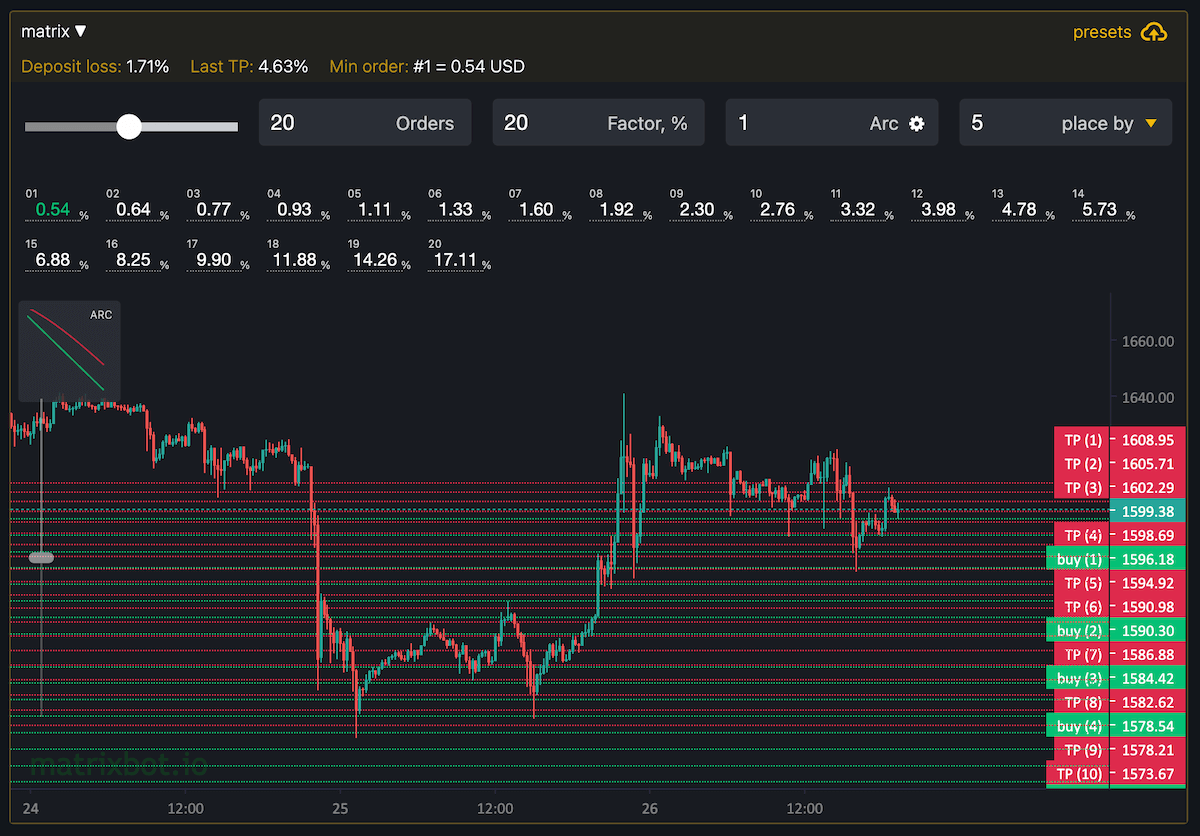 matrix ▼ presets
Deposit loss: 1.71% Last TP: 4.63% Min order: #1 = 0.54 USD
20 Orders 20 Factor, % 1 Arc 5 place by ▼
01 02 03 04 05 06 07 08 09 10 11 12 13 14
0.54 % 0.64 % 0.77 % 0.93 % 1.11 % 1.33 % 1.60 % 1.92 % 2.30 % 2.76 % 3.32 % 3.98 % 4.78 % 5.73 %
15 16 17 18 19 20
6.88 % 8.25 % 9.90 % 11.88 % 14.26 % 17.11 %
ARC
1660.00
1640.00
TP (1) 1608.95
TP (2) 1605.71
TP (3) 1602.29
1599.38
TP (4) 1598.69
buy (1) 1596.18
TP (5) 1594.92
TP (6) 1590.98
buy (2) 1590.30
TP (7) 1586.88
buy (3) 1584.42
TP (8) 1582.62
buy (4) 1578.54
TP (9) 1578.21
matrixbot.io
TP (10) 1573.67
24 12:00 25 12:00 26 12:00